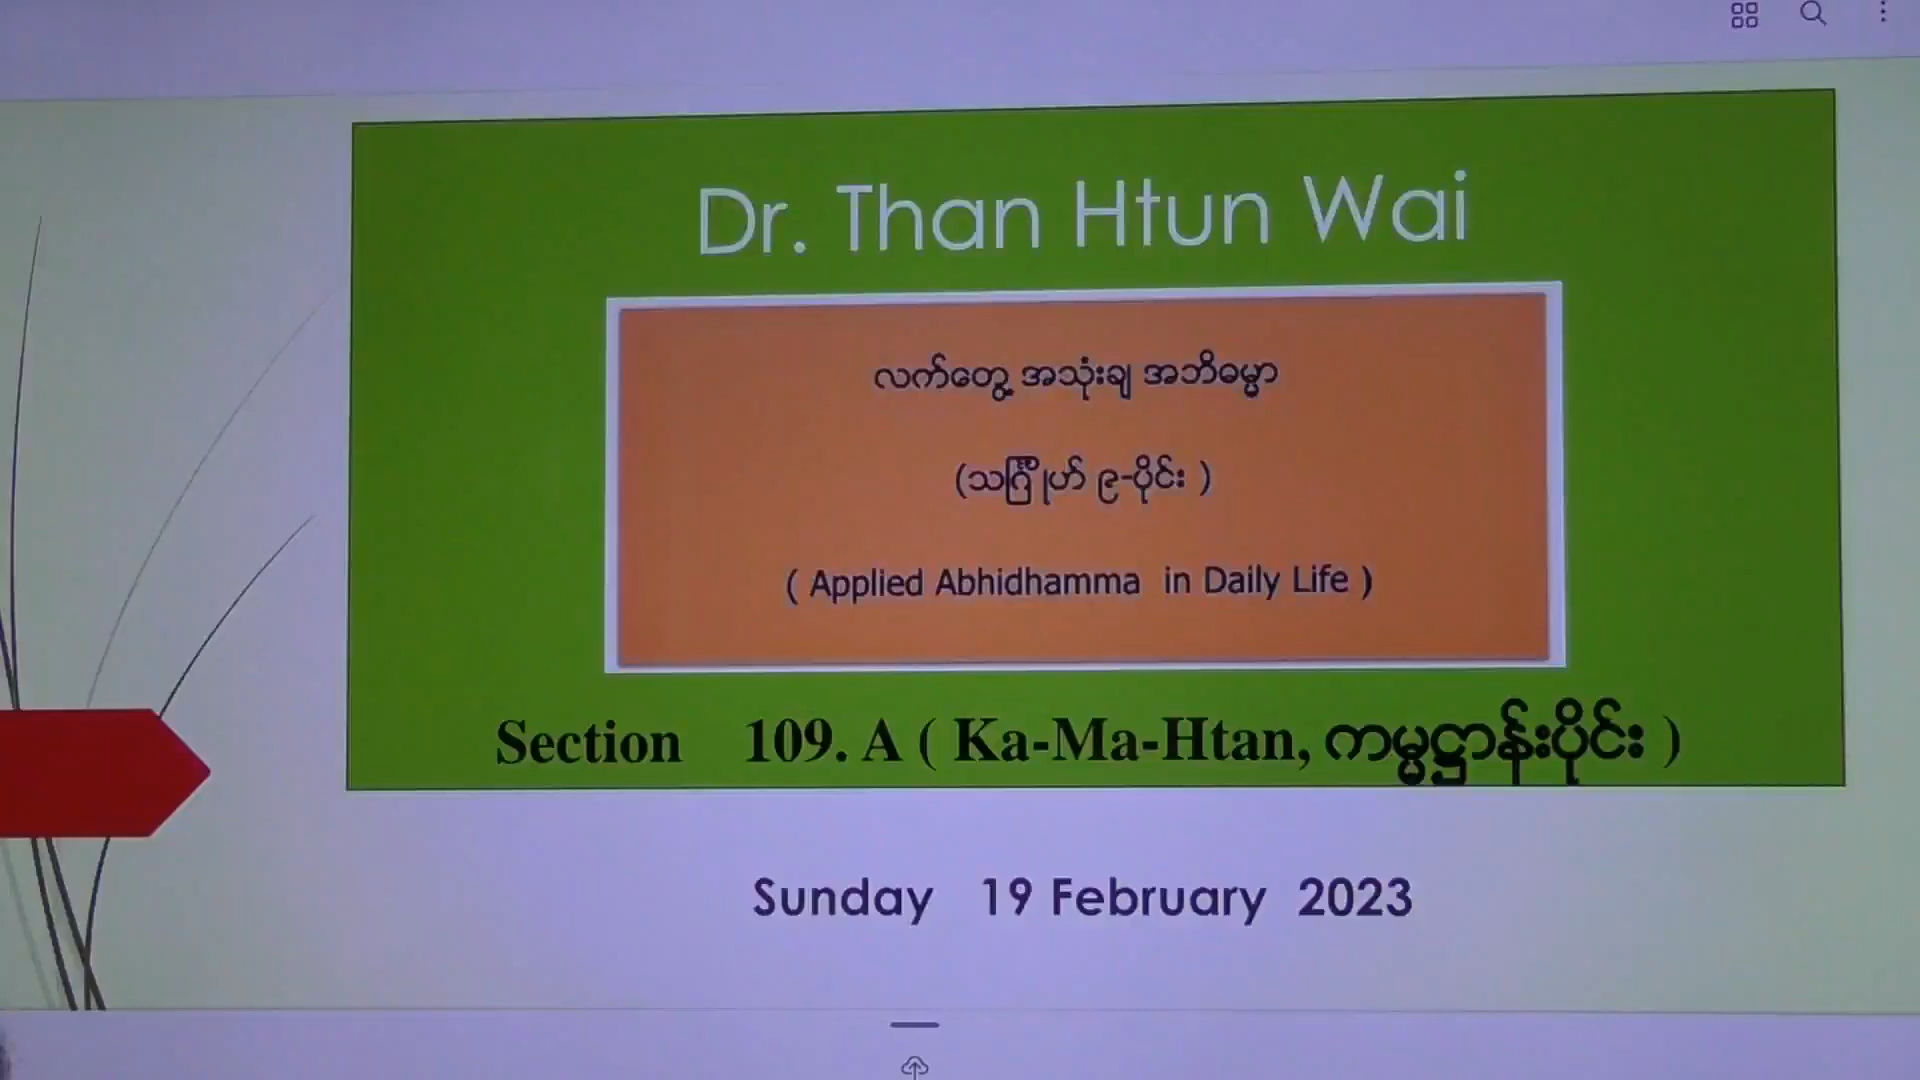 Dr. Than Htun Wai
လက်တွေ့ အသုံးချ အဘိဓမ္မာ
(သင်္ဂြိုဟ် ၉-ပိုင်း )
( Applied Abhidhamma in Daily Life )
Section 109. A ( Ka-Ma-Htan, ကမ္မဋ္ဌာန်းပိုင်း )
Sunday 19 February 2023